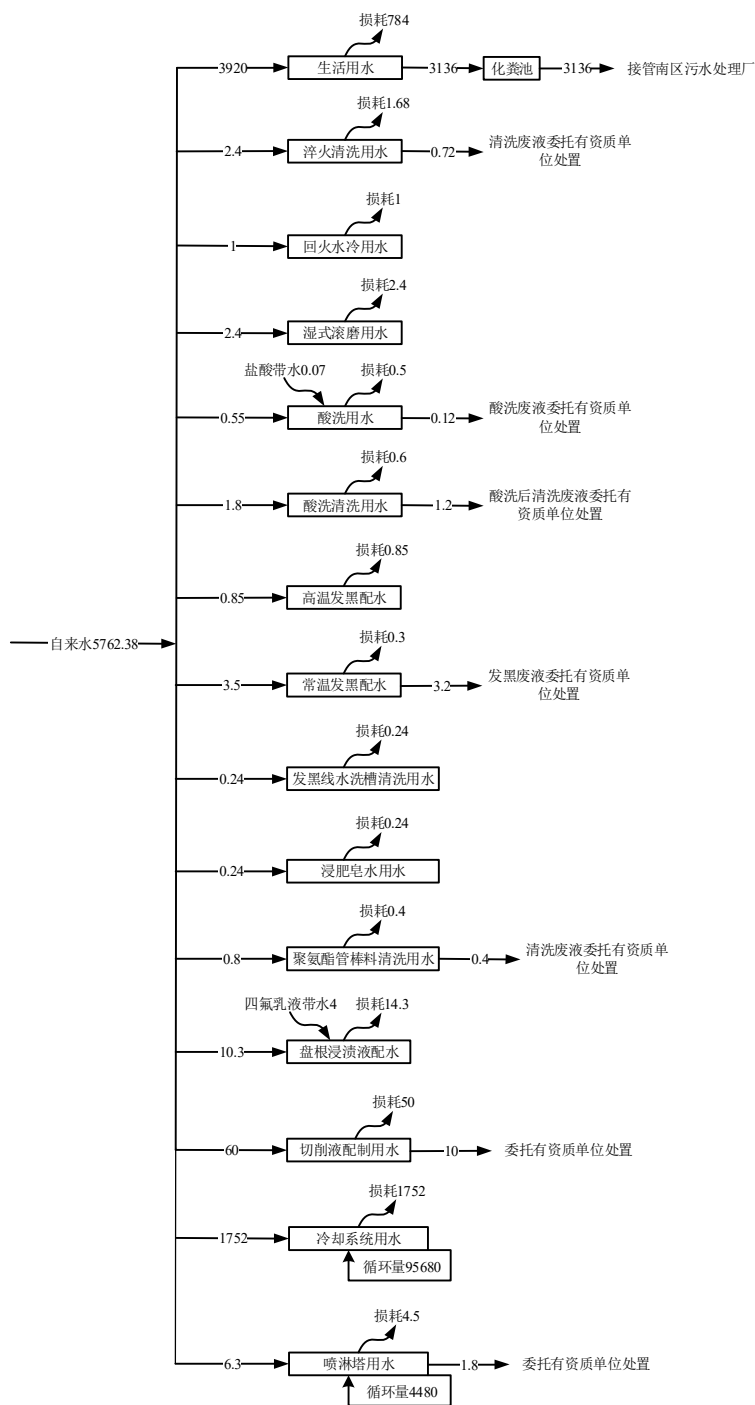 损耗784
3920
生活用水
3136
化粪池
3136
接管南区污水处理厂
损耗1.68
2.4
淬火清洗用水
0.72
清洗废液委托有资质单
位处置
损耗1
1
回火水冷用水
损耗2.4
2.4
湿式滚磨用水
盐酸带水0.07
损耗0.5
0.55
酸洗用水
0.12
酸洗废液委托有资质单
位处置
损耗0.6
1.8
酸洗清洗用水
1.2
酸洗后清洗废液委托有
资质单位处置
损耗0.85
0.85
高温发黑配水
自来水5762.38
损耗0.3
3.5
常温发黑配水
3.2
发黑废液委托有资质单
位处置
损耗0.24
0.24
发黑线水洗槽清洗用水
损耗0.24
0.24
浸肥皂水用水
损耗0.4
0.8
聚氨酯管棒料清洗用水
0.4
清洗废液委托有资质单
位处置
四氟乳液带水4
损耗14.3
10.3
盘根浸渍液配水
损耗50
60
切削液配制用水
10
委托有资质单位处置
损耗1752
1752
冷却系统用水
循环量95680
损耗4.5
6.3
喷淋塔用水
1.8
委托有资质单位处置
循环量4480